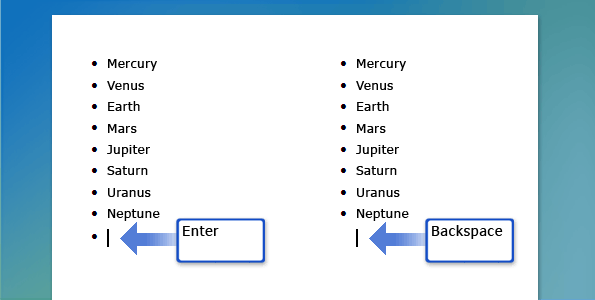 • Mercury
• Venus
• Earth
• Mars
• Jupiter
• Saturn
• Uranus
• Neptune
•
Enter
• Mercury
• Venus
• Earth
• Mars
• Jupiter
• Saturn
• Uranus
• Neptune
Backspace